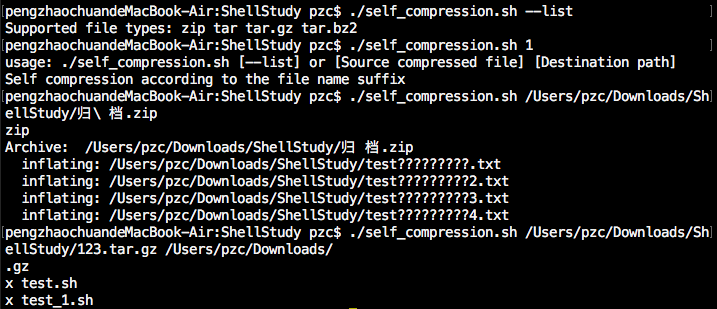 [pengzhaochuandeMacBook-Air:ShellStudy pzc$ ./self_compression.sh --list ]
Supported file types: zip tar tar.gz tar.bz2
[pengzhaochuandeMacBook-Air:ShellStudy pzc$ ./self_compression.sh 1 ]
usage: ./self_compression.sh [--list] or [Source compressed file] [Destination path]
Self compression according to the file name suffix
[pengzhaochuandeMacBook-Air:ShellStudy pzc$ ./self_compression.sh /Users/pzc/Downloads/Sh]
ellStudy/归\ 档.zip
zip
Archive:  /Users/pzc/Downloads/ShellStudy/归 档.zip
  inflating: /Users/pzc/Downloads/ShellStudy/test?????????.txt
  inflating: /Users/pzc/Downloads/ShellStudy/test?????????2.txt
  inflating: /Users/pzc/Downloads/ShellStudy/test?????????3.txt
  inflating: /Users/pzc/Downloads/ShellStudy/test?????????4.txt
[pengzhaochuandeMacBook-Air:ShellStudy pzc$ ./self_compression.sh /Users/pzc/Downloads/Sh]
ellStudy/123.tar.gz /Users/pzc/Downloads/
.gz
x test.sh
x test_1.sh